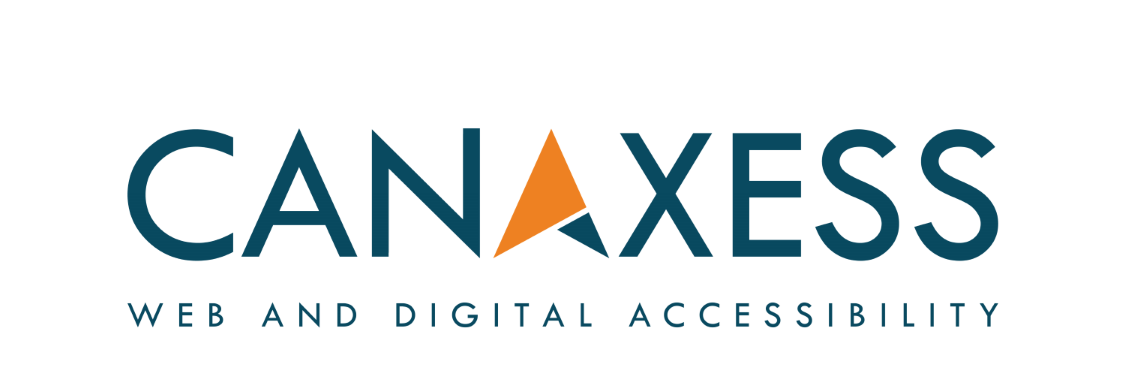 CANAXESS
WEB AND DIGITAL ACCESSIBILITY